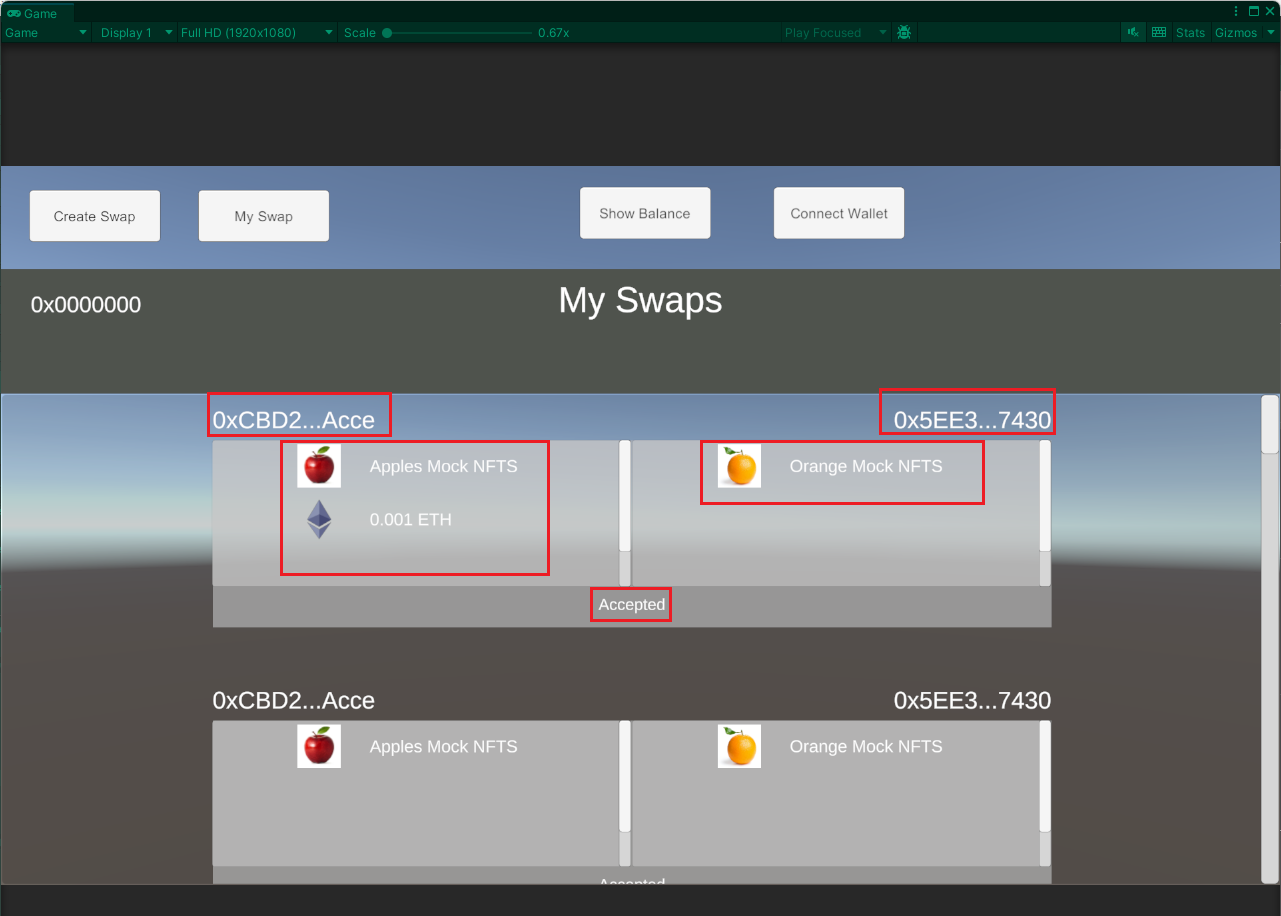 Game
Game Display 1 Full HD (1920x1080) Scale 0.67x Play Focused Stats Gizmos
Create Swap My Swap Show Balance Connect Wallet
0x0000000 My Swaps
0xCBD2...Acce 0x5EE3...7430
Apples Mock NFTS Orange Mock NFTS
0.001 ETH
Accepted
0xCBD2...Acce 0x5EE3...7430
Apples Mock NFTS Orange Mock NFTS
Accepted